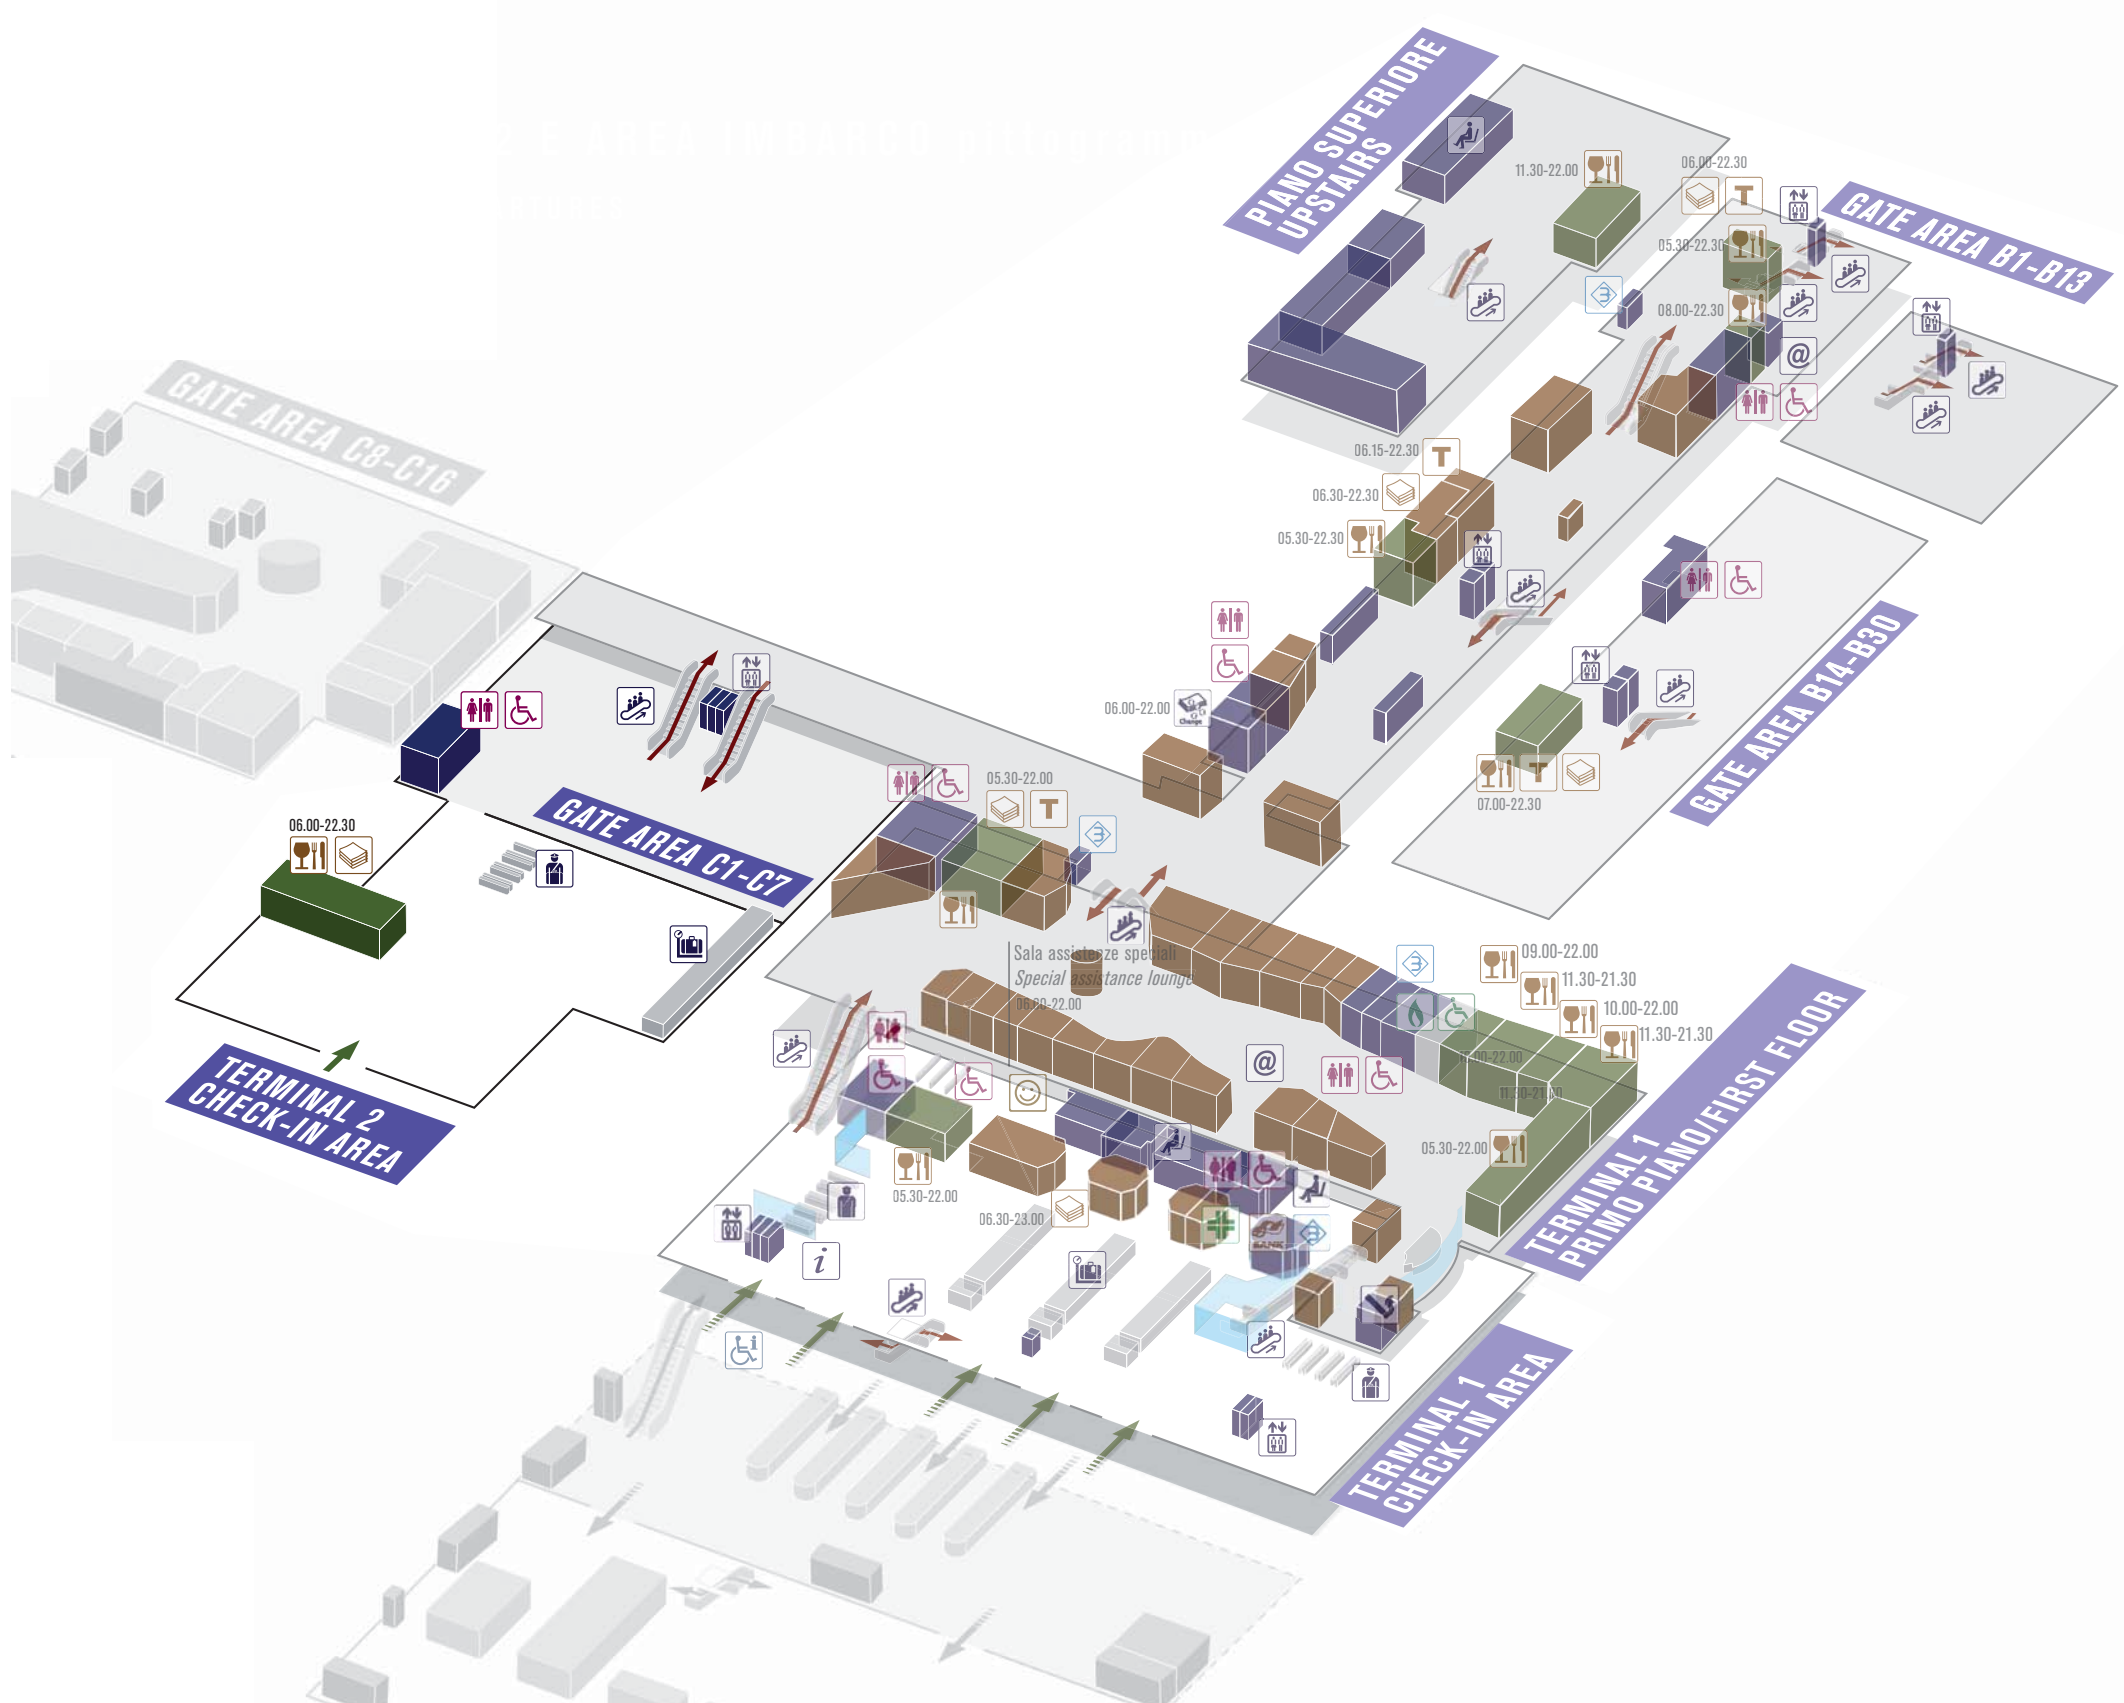 PIANO SUPERIORE
UPSTAIRS
11.30-22.00
06.00-22.30
GATE AREA B1-B13
05.30-22.30
08.00-22.30
@
GATE AREA C8-C16
06.15-22.30
T
06.30-22.30
05.30-22.30
T
06.00-22.00
Change
GATE AREA B14-B30
T
07.00-22.30
05.30-22.00
T
06.00-22.30
GATE AREA C1-C7
Sala assistenze speciali
Special assistance lounge
06.00-22.00
09.00-22.00
11.30-21.30
10.00-22.00
11.30-21.30
11.30-21.30
@
TERMINAL 2
CHECK-IN AREA
05.30-22.00
05.30-22.00
06.30-23.00
BANK
i
TERMINAL 1
PRIMO PIANO/FIRST FLOOR
TERMINAL 1
CHECK-IN AREA